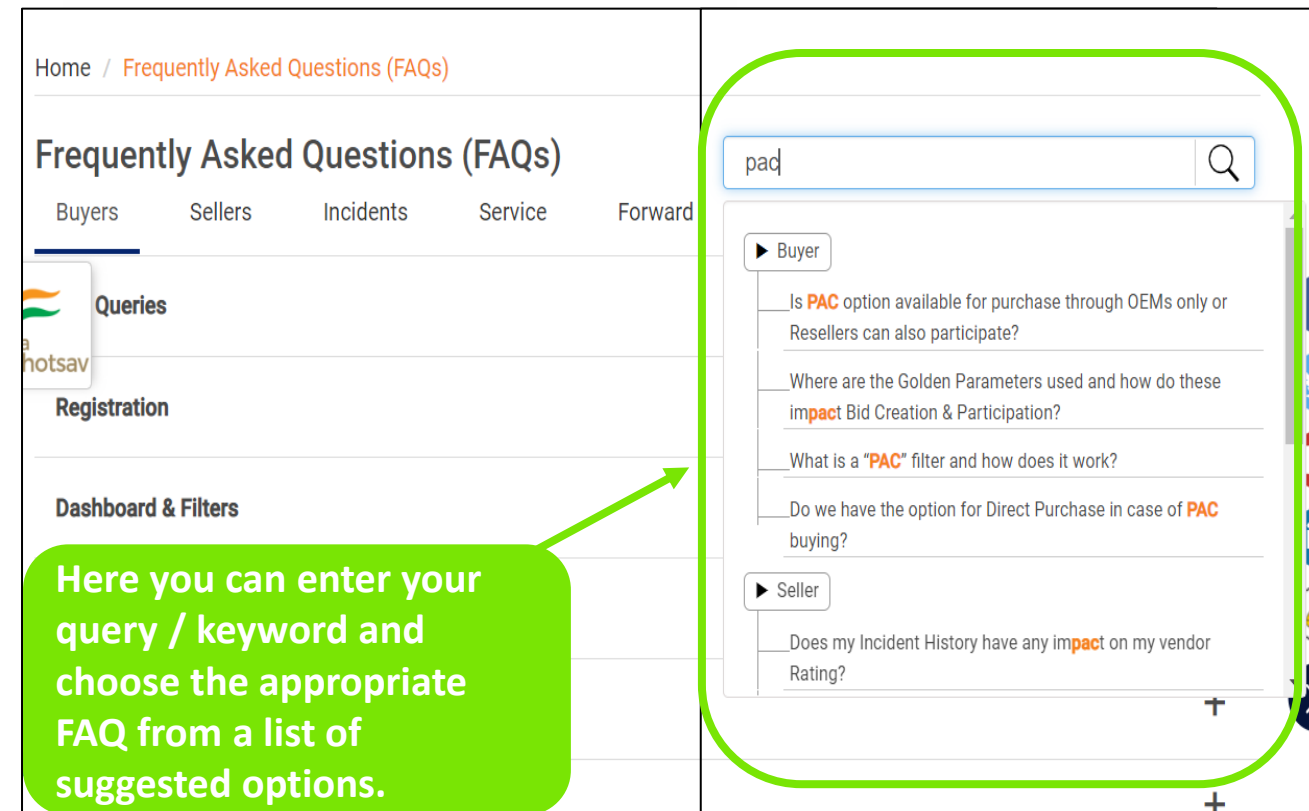 Home / Frequently Asked Questions (FAQs)
Frequently Asked Questions (FAQs)
Buyers Sellers Incidents Service Forward
Queries
a
hotsav
Registration
Dashboard & Filters
Here you can enter your
query / keyword and
choose the appropriate
FAQ from a list of
suggested options.
pac
Buyer
Is PAC option available for purchase through OEMs only or
Resellers can also participate?
Where are the Golden Parameters used and how do these
impact Bid Creation & Participation?
What is a “PAC” filter and how does it work?
Do we have the option for Direct Purchase in case of PAC
buying?
Seller
Does my Incident History have any impact on my vendor
Rating?
+
+